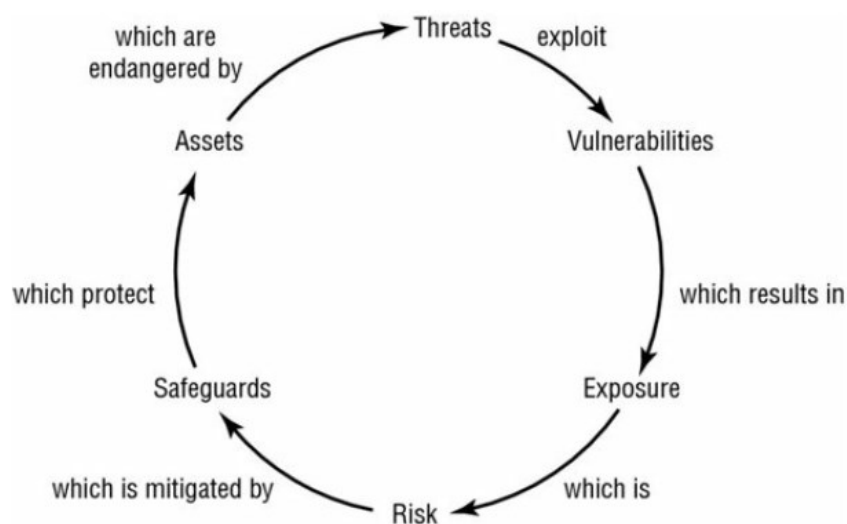 Threats
exploit
Vulnerabilities
which results in
Exposure
which is
Risk
which is mitigated by
Safeguards
which protect
Assets
which are
endangered by